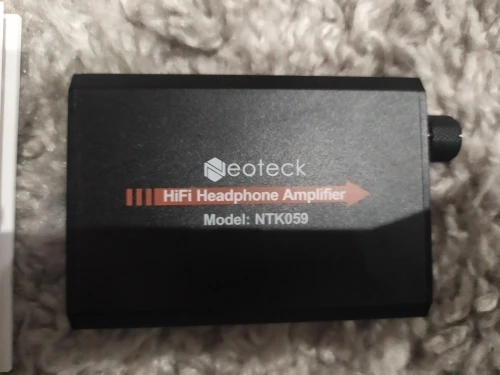 Neoteck
HiFi Headphone Amplifier
Model: NTK059